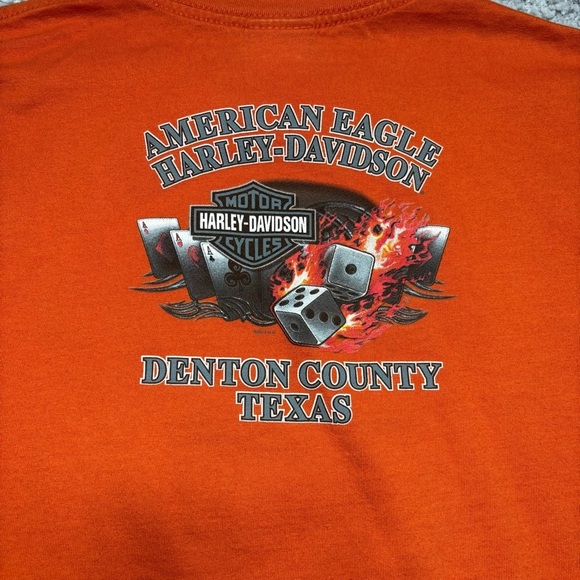 AMERICAN EAGLE
HARLEY-DAVIDSON
MOTOR
HARLEY-DAVIDSON
CYCLES
A
A
A
DENTON COUNTY
TEXAS